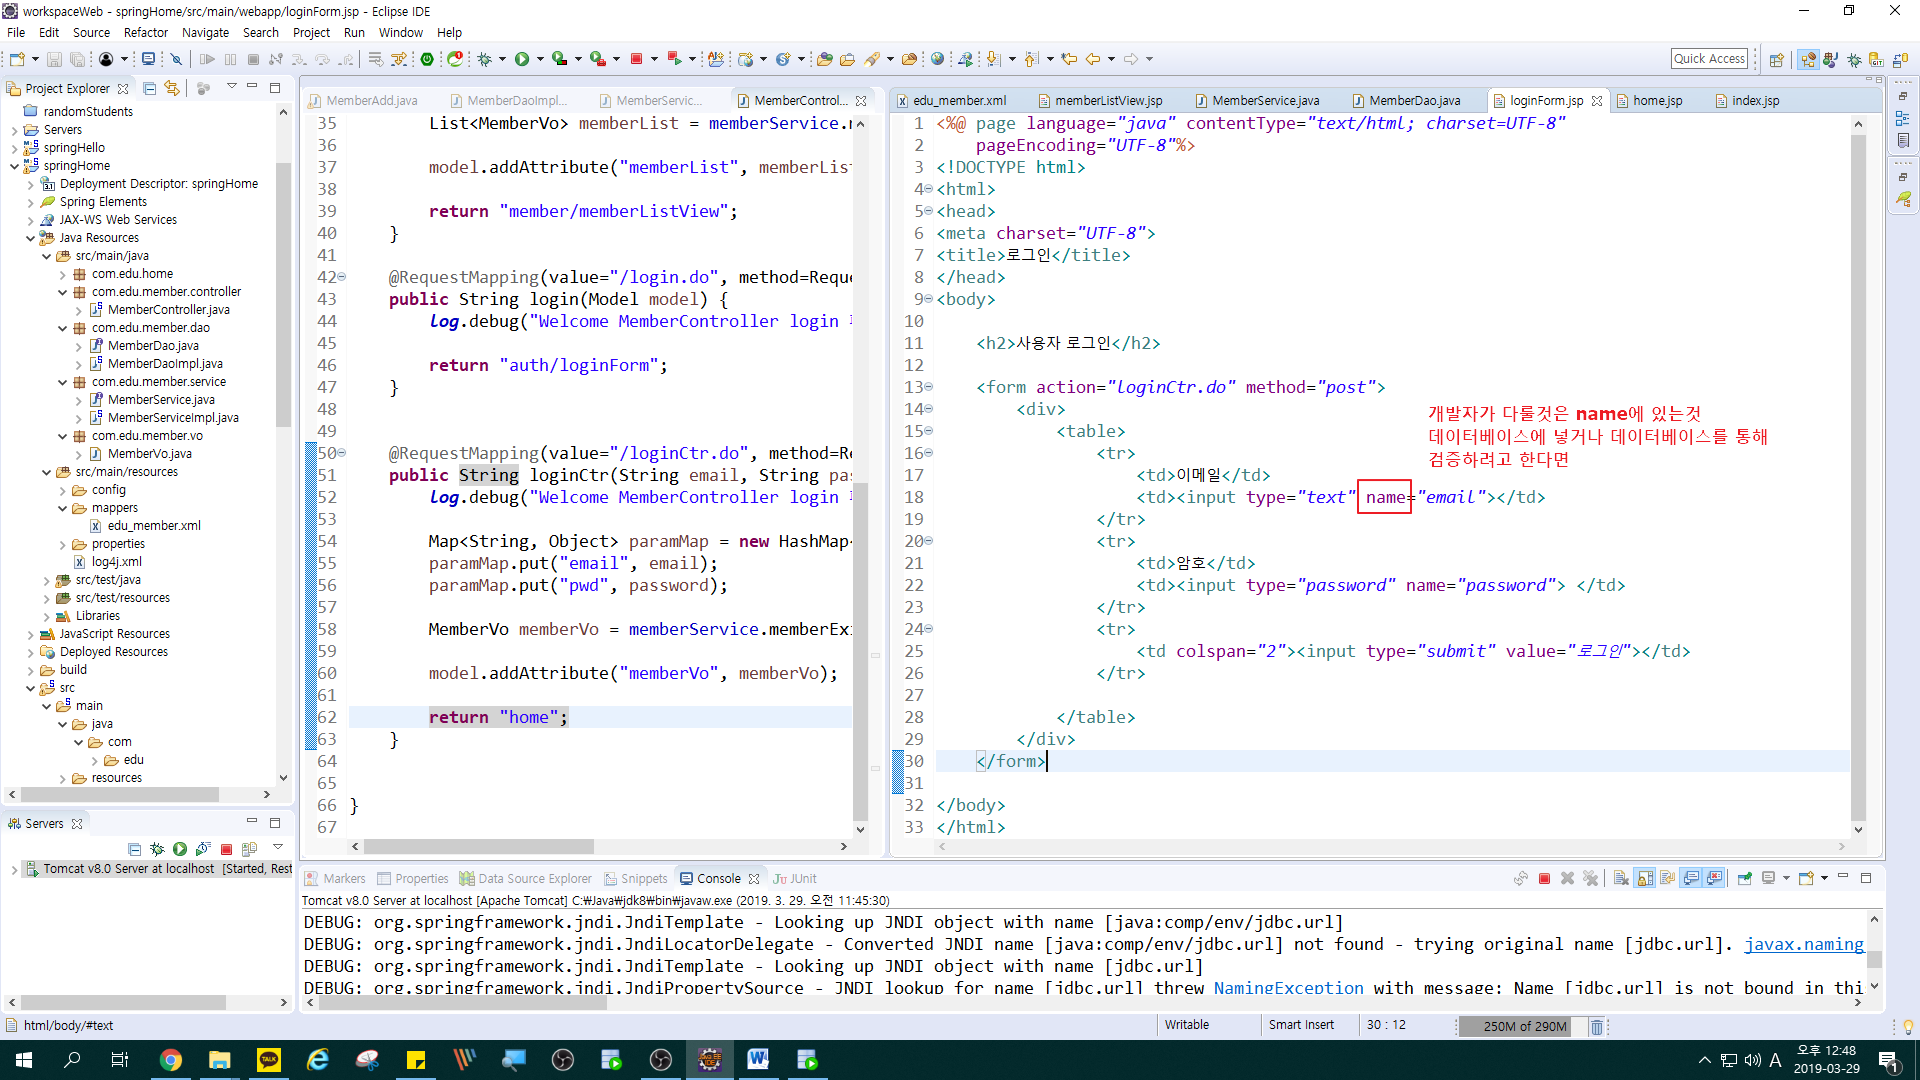 workspaceWeb - springHome/src/main/webapp/loginForm.jsp - Eclipse IDE
File Edit Source Refactor Navigate Search Project Run Window Help
Quick Access
Project Explorer
randomStudents
Servers
springHello
springHome
Deployment Descriptor: springHome
Spring Elements
JAX-WS Web Services
Java Resources
src/main/java
com.edu.home
com.edu.member.controller
MemberController.java
com.edu.member.dao
MemberDao.java
MemberDaoImpl.java
com.edu.member.service
MemberService.java
MemberServiceImpl.java
com.edu.member.vo
MemberVo.java
src/main/resources
config
mappers
edu_member.xml
properties
log4j.xml
src/test/java
src/test/resources
Libraries
JavaScript Resources
Deployed Resources
build
src
main
java
com
edu
resources
Servers
Tomcat v8.0 Server at localhost [Started, Rest
MemberAdd.java MemberDaoImpl... MemberServic... MemberControl...
35 List<MemberVo> memberList = memberService.
36
37 model.addAttribute("memberList", memberList
38
39 return "member/memberListView";
40 }
41
42 @RequestMapping(value="/login.do", method=Reque
43 public String login(Model model) {
44 log.debug("Welcome MemberController login
45
46 return "auth/loginForm";
47 }
48
49
50 @RequestMapping(value="/loginCtr.do", method=R
51 public String loginCtr(String email, String pa
52 log.debug("Welcome MemberController login
53
54 Map<String, Object> paramMap = new HashMap<
55 paramMap.put("email", email);
56 paramMap.put("pwd", password);
57
58 MemberVo memberVo = memberService.memberExi
59
60 model.addAttribute("memberVo", memberVo);
61
62 return "home";
63 }
64
65
66 }
67
edu_member.xml memberListView.jsp MemberService.java MemberDao.java loginForm.jsp home.jsp index.jsp
1 <%@ page language="java" contentType="text/html; charset=UTF-8"
2 pageEncoding="UTF-8"%>
3 <!DOCTYPE html>
4 <html>
5 <head>
6 <meta charset="UTF-8">
7 <title>로그인</title>
8 </head>
9 <body>
10
11 <h2>사용자 로그인</h2>
12
13 <form action="loginCtr.do" method="post">
14 <div>
15 <table>
16 <tr>
17 <td>이메일</td>
18 <td><input type="text" name="email"></td>
19 </tr>
20 <tr>
21 <td>암호</td>
22 <td><input type="password" name="password"> </td>
23 </tr>
24 <tr>
25 <td colspan="2"><input type="submit" value="로그인"></td>
26 </tr>
27
28 </table>
29 </div>
30 </form>
31
32 </body>
33 </html>
개발자가 다룰것은 name에 있는것
데이터베이스에 넣거나 데이터베이스를 통해
검증하려고 한다면
Markers Properties Data Source Explorer Snippets Console JUnit
Tomcat v8.0 Server at localhost [Apache Tomcat] C:₩Java₩jdk8₩bin₩javaw.exe (2019. 3. 29. 오전 11:45:30)
DEBUG: org.springframework.jndi.JndiTemplate - Looking up JNDI object with name [java:comp/env/jdbc.url]
DEBUG: org.springframework.jndi.JndiLocatorDelegate - Converted JNDI name [java:comp/env/jdbc.url] not found - trying original name [jdbc.url]. javax.naming
DEBUG: org.springframework.jndi.JndiTemplate - Looking up JNDI object with name [jdbc.url]
DEBUG: org.springframework.jndi.JndiPropertySource - JNDI lookup for name [jdbc.url] threw NamingException with message: Name [jdbc.url] is not bound in thi
html/body/#text
Writable Smart Insert 30 : 12 250M of 290M
TALK
A
오후 12:48
2019-03-29
1